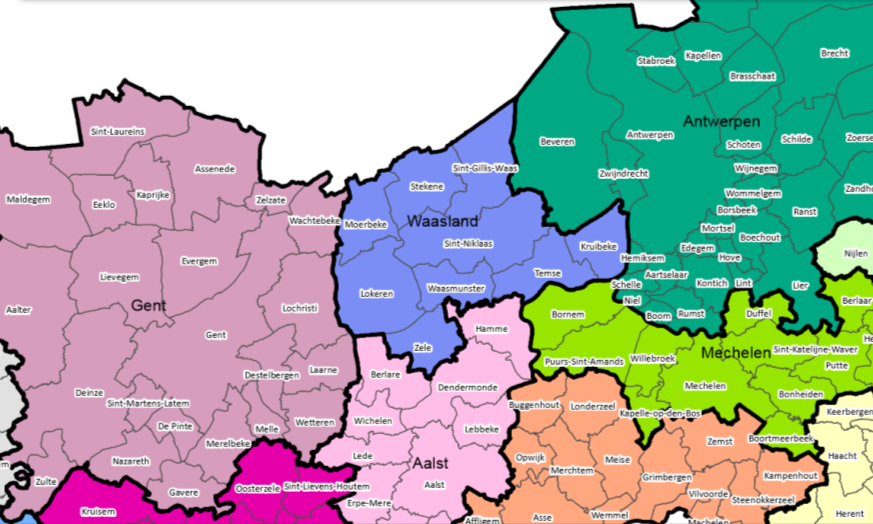 Stabroek
Kapellen
Brecht
Brasschaat
Antwerpen
Sint-Laureins
Beveren
Antwerpen
Schoten
Schilde
Zoerse
Assenede
Sint-Gillis-Waas
Zwijndrecht
Wijnegem
Maldegem
Eeklo
Kaprijke
Zelzate
Stekene
Wommelgem
Zandho
Wachtebeke
Moerbeke
Waasland
Borsbeek
Ranst
Mortsel
Boechout
Sint-Niklaas
Kruibeke
Edegem
Hove
Nijlen
Hemiksem
Evergem
Lievegem
Temse
Aartselaar
Schelle
Kontich
Lint
Lier
Lokeren
Waasmunster
Niel
Berlaar
Aalter
Gent
Lochristi
Bornem
Boom
Rumst
Duffel
Hamme
Gent
Zele
Mechelen
Sint-Katelijne-Waver
He
Puurs-Sint-Amands
Willebroek
Putte
Destelbergen
Laarne
Berlare
Dendermonde
Mechelen
Bonheiden
Deinze
Sint-Martens-Latem
Buggenhout
Londerzeel
Kapelle-op-den-Bos
Keerbergen
De Pinte
Melle
Wetteren
Wichelen
Lebbeke
Merelbeke
Zemst
Boortmeerbeek
Nazareth
Lede
Aalst
Opwijk
Meise
Haacht
em
Merchtem
Grimbergen
Kampenhout
Zulte
Gavere
Oosterzele
Sint-Lievens-Houtem
Aalst
Vilvoorde
Steenokkerzeel
Erpe-Mere
Kruisem
Affligem
Asse
Wemmel
Machelen
Herent